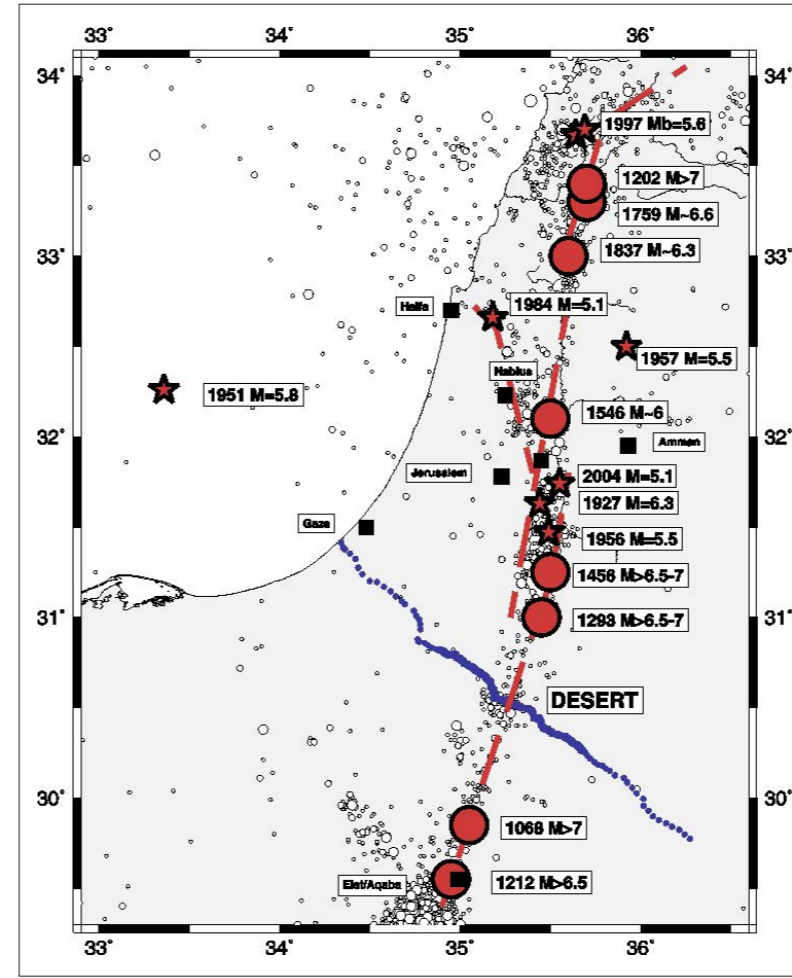 33° 34° 35° 36°
34°
1997 Mb=5.6
1202 M>7
1759 M~6.6
1837 M~6.3
33°
Haifa
1984 M=5.1
1957 M=5.5
Nablus
1951 M=5.8
1546 M~6
32°
Amman
Jerusalem
2004 M=5.1
1927 M=6.3
Gaza
1956 M=5.5
1456 M>6.5-7
31°
1293 M>6.5-7
DESERT
30°
1068 M>7
Elat/Aqaba
1212 M>6.5
33° 34° 35° 36°
34°
33°
32°
31°
30°